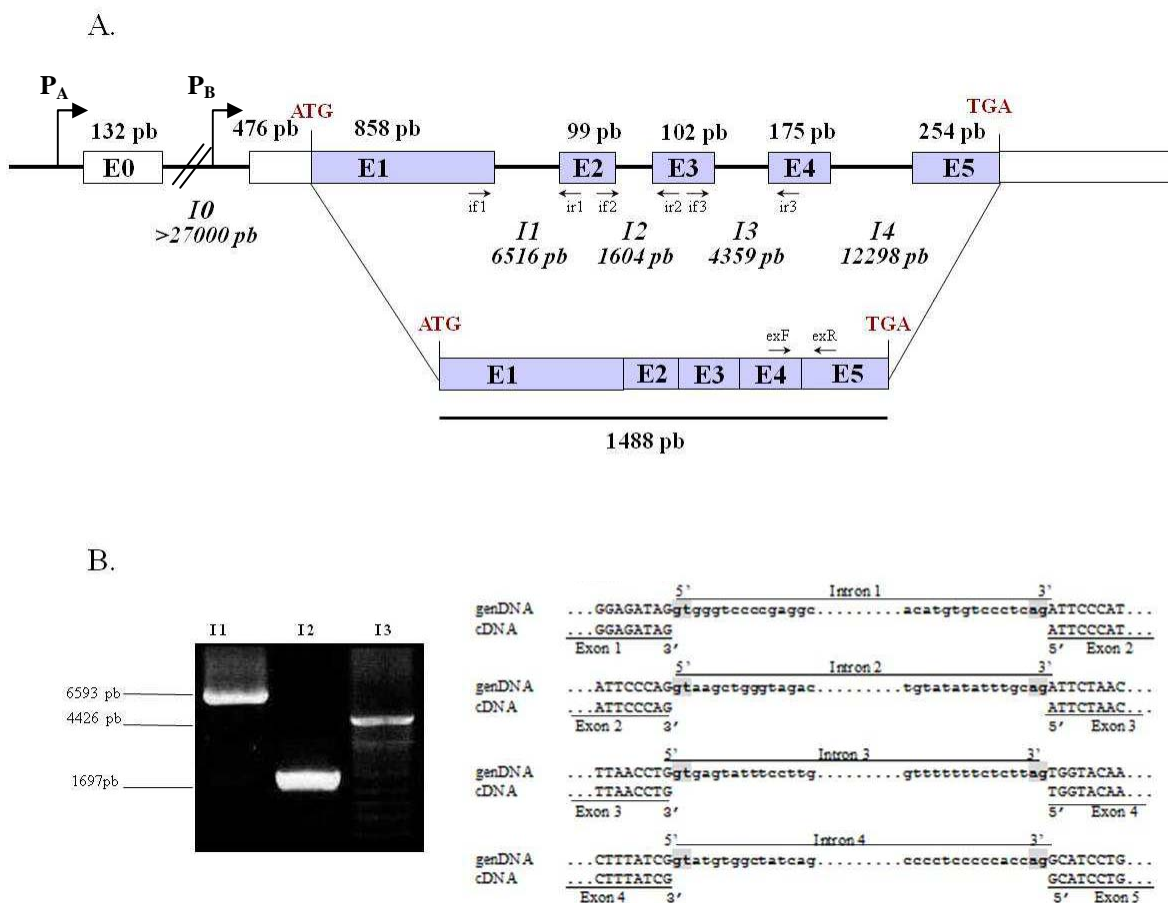 A.
P_A
P_B
ATG
TGA
132 pb
476 pb
858 pb
99 pb
102 pb
175 pb
254 pb
E0
E1
E2
E3
E4
E5
if1
ir1
if2
ir2
if3
ir3
I0
>27000 pb
I1
6516 pb
I2
1604 pb
I3
4359 pb
I4
12298 pb
ATG
TGA
exF
exR
E1
E2
E3
E4
E5
1488 pb
B.
I1
I2
I3
6593 pb
4426 pb
1697pb
5' Intron 1 3'
genDNA ...GGAGATAGgtgggtccccgaggc.........acatgtgtccctcagATTCCCAT...
cDNA ...GGAGATAG ATTCCCAT...
Exon 1 3' 5' Exon 2
5' Intron 2 3'
genDNA ...ATTCCCAGgtaagctgggtagac.........tgtatatatttgcagATTCTAAC...
cDNA ...ATTCCCAG ATTCTAAC...
Exon 2 3' 5' Exon 3
5' Intron 3 3'
genDNA ...TTAACCTGgtgagtatttccttg.........gtttttttctcttagTGGTACAA...
cDNA ...TTAACCTG TGGTACAA...
Exon 3 3' 5' Exon 4
5' Intron 4 3'
genDNA ...CTTTATCGgtatgtggctatcag.........cccctcccccaccagGCATCCTG...
cDNA ...CTTTATCG GCATCCTG...
Exon 4 3' 5' Exon 5